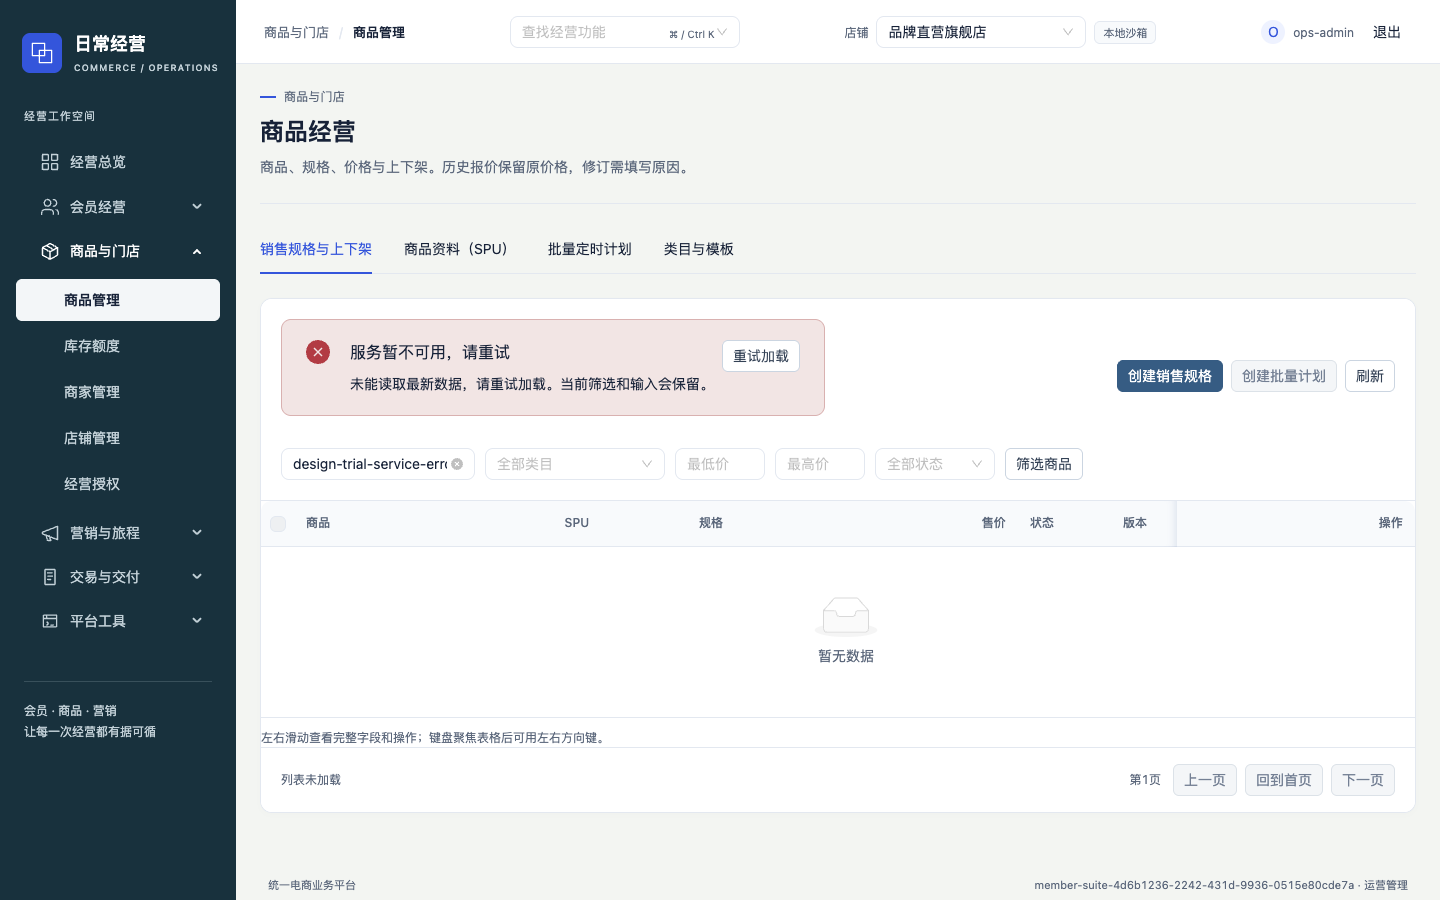 日常经营
COMMERCE / OPERATIONS
经营工作空间
经营总览
会员经营
商品与门店
商品管理
库存额度
商家管理
店铺管理
经营授权
营销与旅程
交易与交付
平台工具
会员 · 商品 · 营销
让每一次经营都有据可循
商品与门店 / 商品管理
查找经营功能 ⌘ / Ctrl K
店铺 品牌直营旗舰店 本地沙箱
O ops-admin 退出
商品与门店
商品经营
商品、规格、价格与上下架。历史报价保留原价格，修订需填写原因。
销售规格与上下架 商品资料（SPU） 批量定时计划 类目与模板
服务暂不可用，请重试
未能读取最新数据，请重试加载。当前筛选和输入会保留。
重试加载
创建销售规格 创建批量计划 刷新
design-trial-service-erro 全部类目 最低价 最高价 全部状态 筛选商品
商品 SPU 规格 售价 状态 版本 操作
暂无数据
左右滑动查看完整字段和操作；键盘聚焦表格后可用左右方向键。
列表未加载 第1页 上一页 回到首页 下一页
统一电商业务平台 member-suite-4d6b1236-2242-431d-9936-0515e80cde7a · 运营管理